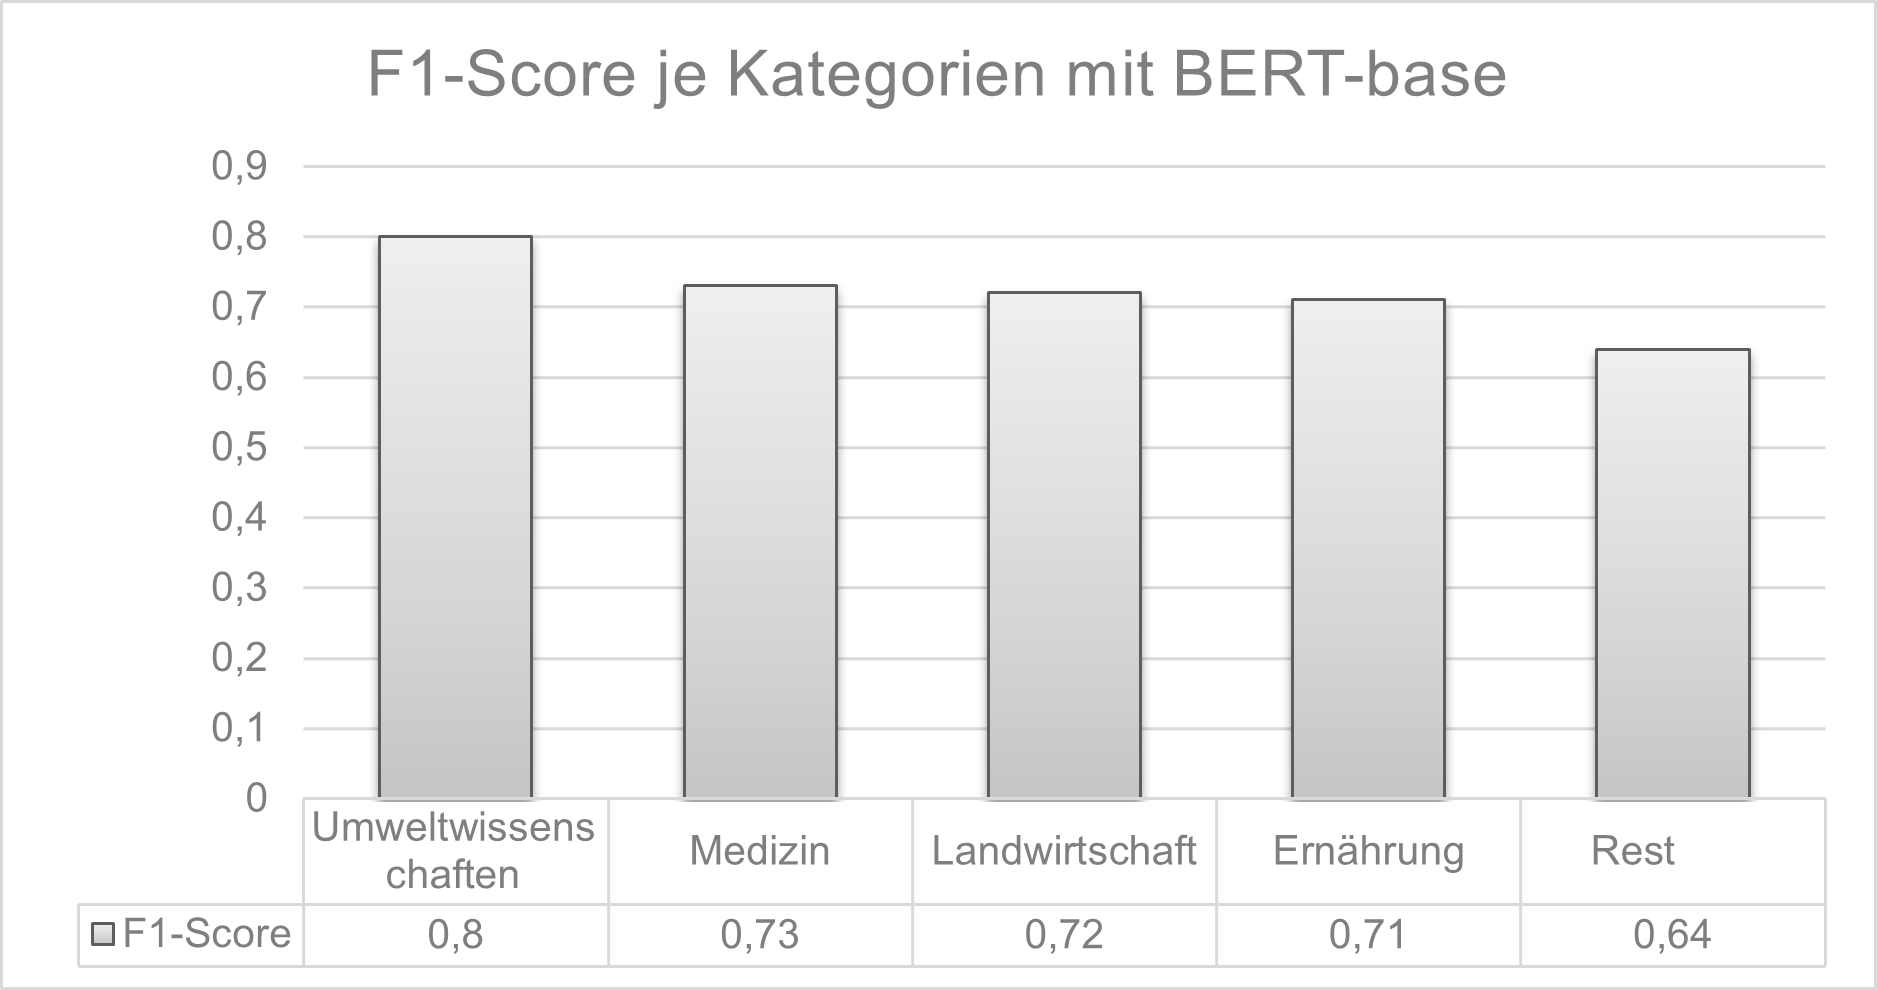 F1-Score je Kategorien mit BERT-base
0,9
0,8
0,7
0,6
0,5
0,4
0,3
0,2
0,1
0
Umweltwissens
chaften
Medizin
Landwirtschaft
Ernährung
Rest
F1-Score 0,8 0,73 0,72 0,71 0,64